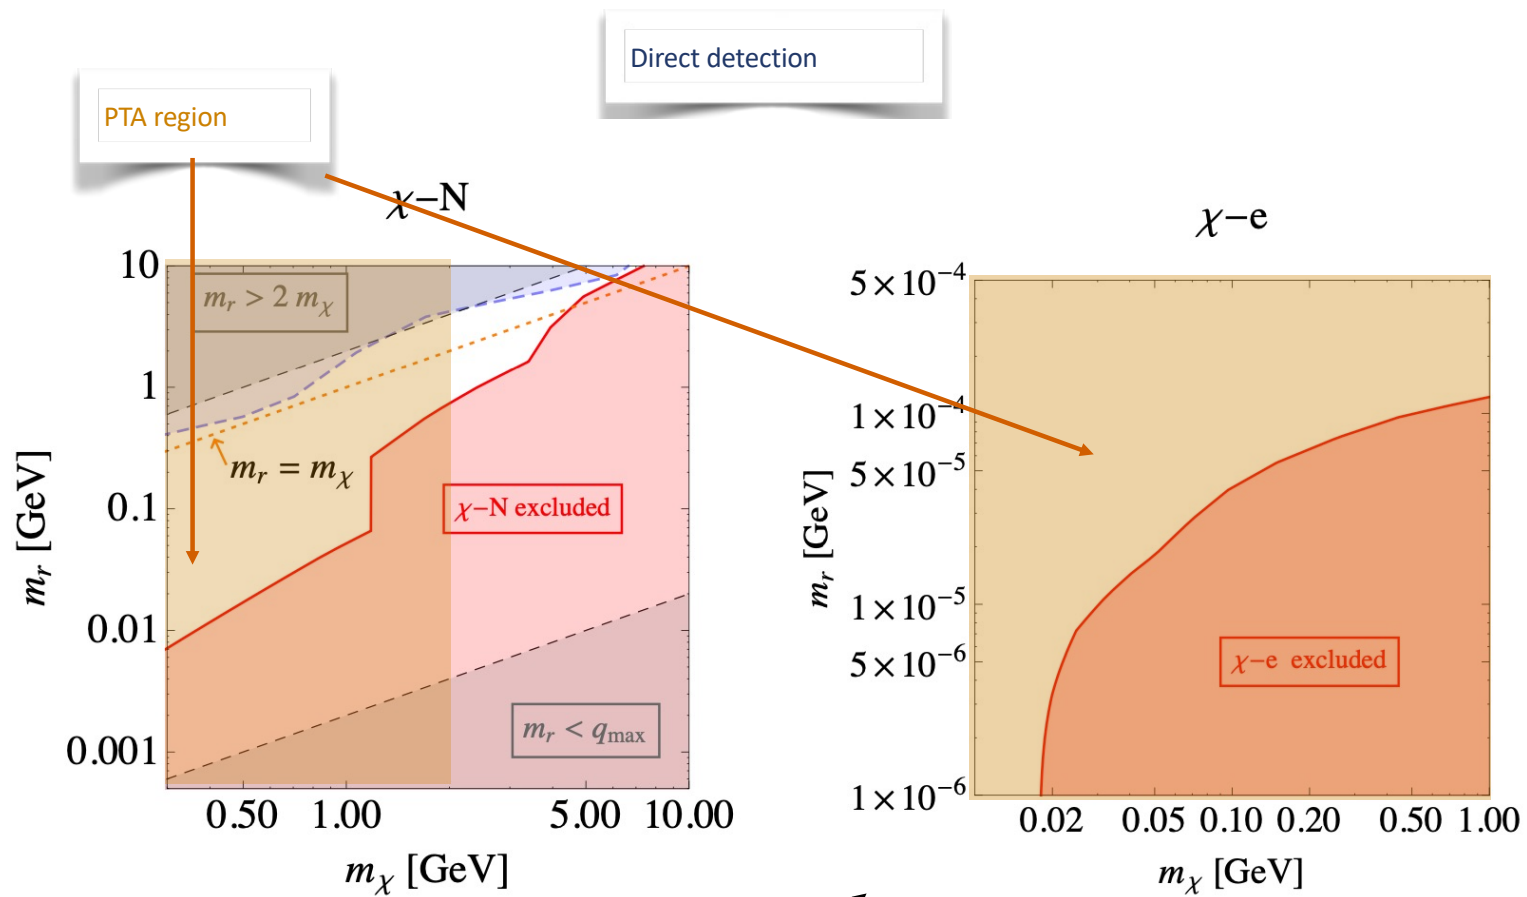 Direct detection
PTA region
χ−N
10
1
0.1
0.01
0.001
m_r [GeV]
m_r > 2 m_χ
m_r = m_χ
χ−N excluded
m_r < q_max
0.50 1.00 5.00 10.00
m_χ [GeV]
χ−e
5×10⁻⁴
1×10⁻⁴
5×10⁻⁵
1×10⁻⁵
5×10⁻⁶
1×10⁻⁶
m_r [GeV]
χ−e excluded
0.02 0.05 0.10 0.20 0.50 1.00
m_χ [GeV]